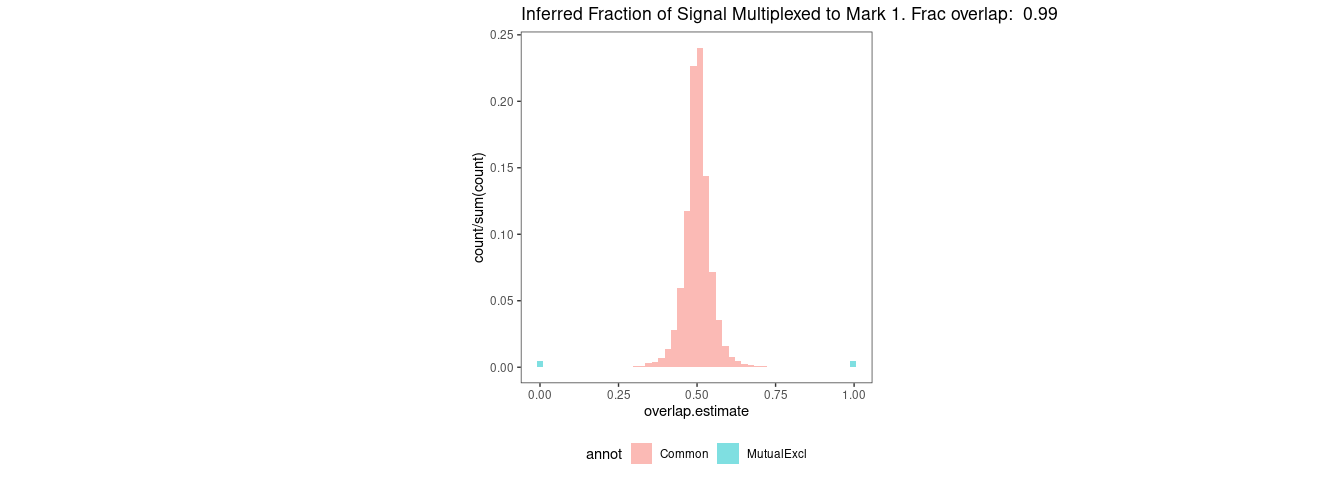 Inferred Fraction of Signal Multiplexed to Mark 1. Frac overlap:  0.99
0.25
0.20
0.15
0.10
0.05
0.00
count/sum(count)
0.00 0.25 0.50 0.75 1.00
overlap.estimate
annot Common MutualExcl